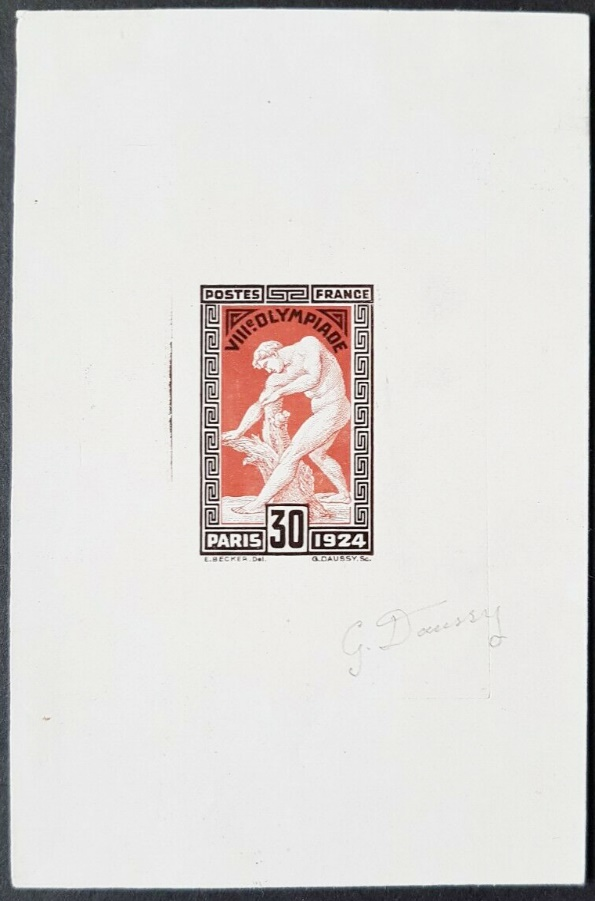 POSTES FRANCE
VIIIe OLYMPIADE
30
PARIS 1924
E. BECKER. Del. G. DAUSSY. Sc.
G. Daussy